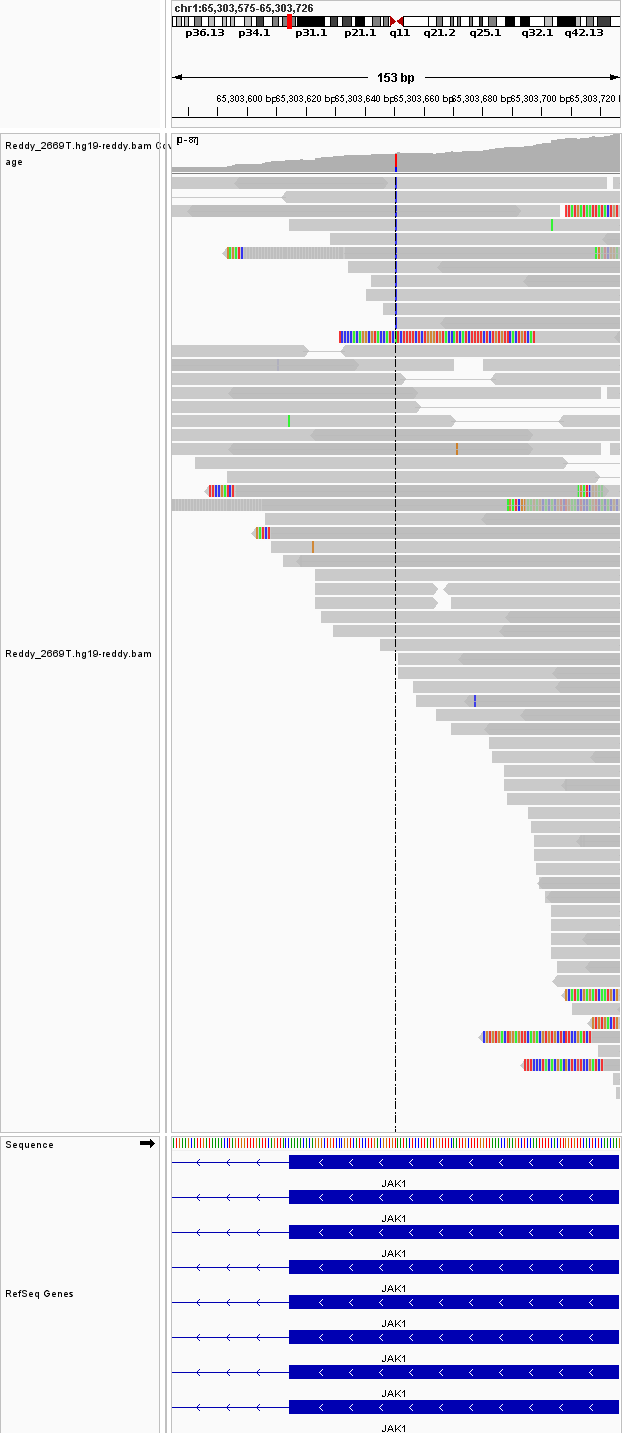 chr1:65,303,575-65,303,726
p36.13 p34.1 p31.1 p21.1 q11 q21.2 q25.1 q32.1 q42.13
153 bp
65,303,600 bp 65,303,620 bp 65,303,640 bp 65,303,660 bp 65,303,680 bp 65,303,700 bp 65,303,720 l
Reddy_2669T.hg19-reddy.bam Cov
age
[0-87]
Reddy_2669T.hg19-reddy.bam
Sequence
JAK1
JAK1
JAK1
RefSeq Genes
JAK1
JAK1
JAK1
JAK1
JAK1